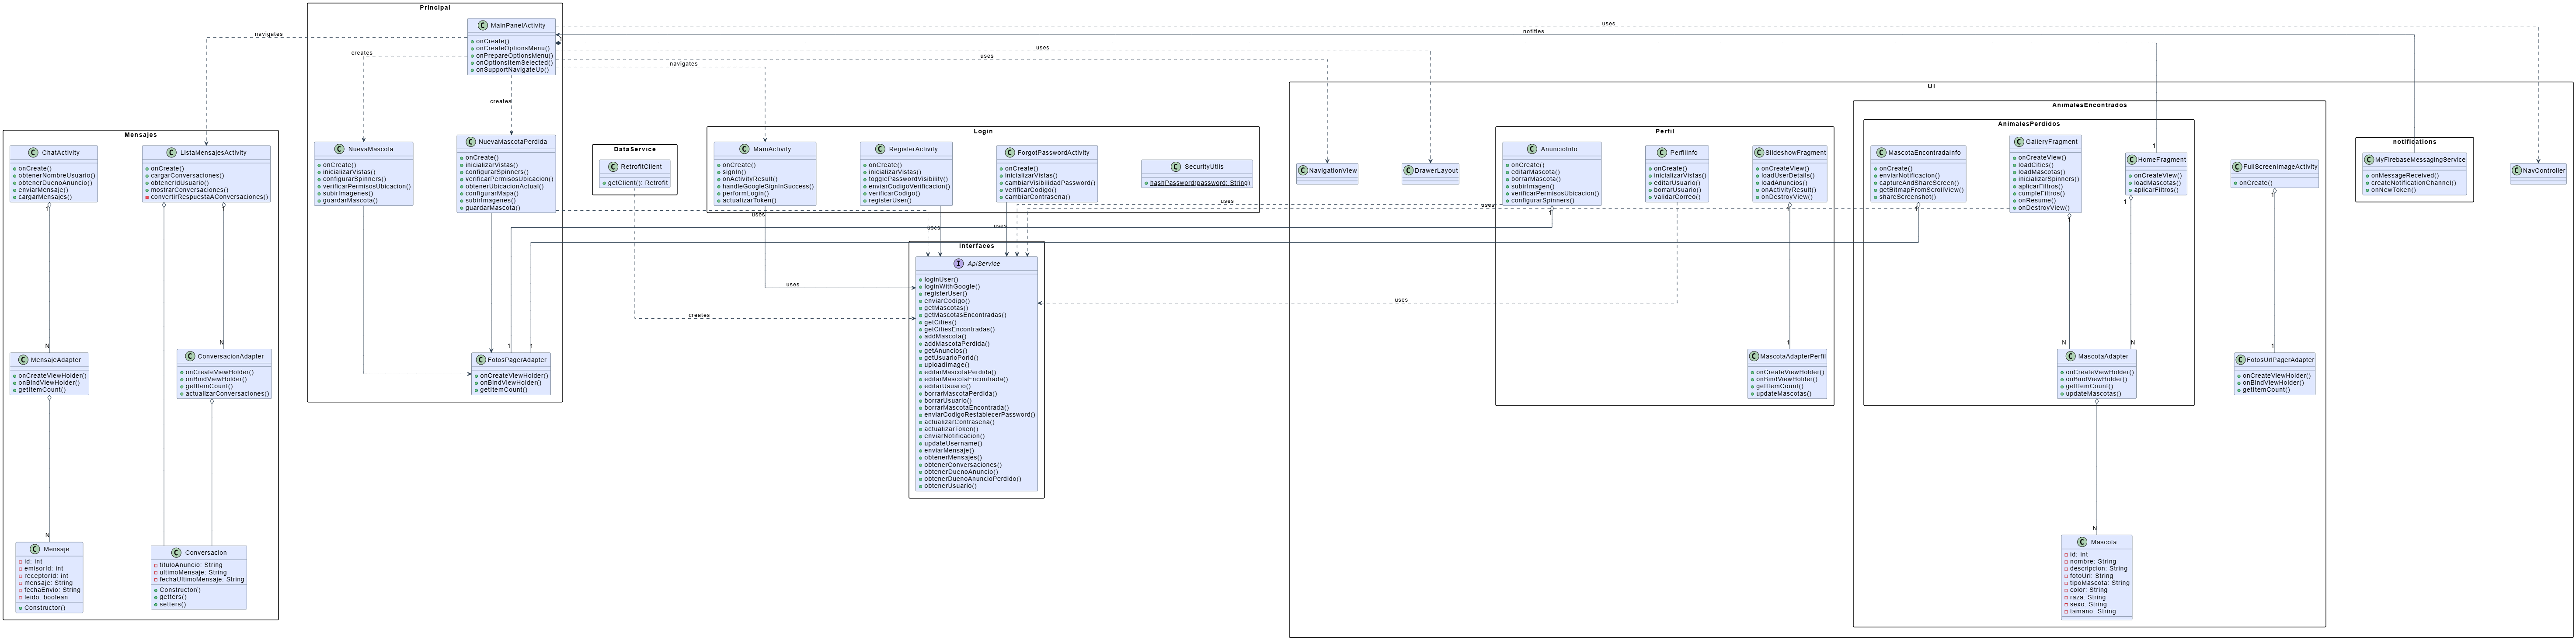 Principal
MainPanelActivity
onCreate()
onCreateOptionsMenu()
onPrepareOptionsMenu()
onOptionsItemSelected()
onSupportNavigateUp()
navigates
creates
creates
navigates
uses
uses
uses
notifies
1
1
NuevaMascota
onCreate()
inicializarVistas()
configurarSpinners()
subirImagenes()
verificarPermisosUbicacion()
guardarMascota()
NuevaMascotaPerdida
onCreate()
inicializarVistas()
configurarSpinners()
verificarPermisosUbicacion()
obtenerUbicacionActual()
configurarMapa()
subirImagenes()
guardarMascota()
FotosPagerAdapter
onCreateViewHolder()
onBindViewHolder()
getItemCount()
1
1
Mensajes
ChatActivity
onCreate()
obtenerNombreUsuario()
obtenerDuenoAnuncio()
enviarMensaje()
cargarMensajes()
1
N
ListaMensajesActivity
onCreate()
cargarConversaciones()
obtenerIdUsuario()
mostrarConversaciones()
convertirRespuestaAConversaciones()
1
N
MensajeAdapter
onCreateViewHolder()
onBindViewHolder()
getItemCount()
N
ConversacionAdapter
onCreateViewHolder()
onBindViewHolder()
getItemCount()
actualizarConversaciones()
Mensaje
id: int
emisorId: int
receptorId: int
mensaje: String
fechaEnvio: String
leido: boolean
Constructor()
Conversacion
tituloAnuncio: String
ultimoMensaje: String
fechaUltimoMensaje: String
Constructor()
getters()
setters()
DataService
RetrofitClient
getClient(): Retrofit
creates
Login
MainActivity
onCreate()
signIn()
onActivityResult()
handleGoogleSignInSuccess()
performLogin()
actualizarToken()
RegisterActivity
onCreate()
inicializarVistas()
togglePasswordVisibility()
enviarCodigoVerificacion()
verificarCodigo()
registerUser()
ForgotPasswordActivity
onCreate()
inicializarVistas()
cambiarVisibilidadPassword()
verificarCodigo()
cambiarContrasena()
SecurityUtils
hashPassword(password: String)
uses
uses
uses
uses
uses
uses
uses
Interfaces
ApiService
loginUser()
loginWithGoogle()
registerUser()
enviarCodigo()
getMascotas()
getMascotasEncontradas()
getCities()
getCitiesEncontradas()
addMascota()
addMascotaPerdida()
getAnuncios()
getUsuarioPorId()
uploadImage()
editarMascotaPerdida()
editarMascotaEncontrada()
editarUsuario()
borrarMascotaPerdida()
borrarUsuario()
borrarMascotaEncontrada()
enviarCodigoRestablecerPassword()
actualizarContrasena()
actualizarToken()
enviarNotificacion()
updateUsername()
enviarMensaje()
obtenerMensajes()
obtenerConversaciones()
obtenerDuenoAnuncio()
obtenerDuenoAnuncioPerdido()
obtenerUsuario()
UI
NavigationView
DrawerLayout
Perfil
AnuncioInfo
onCreate()
editarMascota()
borrarMascota()
subirImagen()
verificarPermisosUbicacion()
configurarSpinners()
1
PerfilInfo
onCreate()
inicializarVistas()
editarUsuario()
borrarUsuario()
validarCorreo()
SlideshowFragment
onCreateView()
loadUserDetails()
loadAnuncios()
onActivityResult()
onDestroyView()
1
1
MascotaAdapterPerfil
onCreateViewHolder()
onBindViewHolder()
getItemCount()
updateMascotas()
AnimalesEncontrados
AnimalesPerdidos
MascotaEncontradaInfo
onCreate()
enviarNotificacion()
captureAndShareScreen()
getBitmapFromScrollView()
shareScreenshot()
1
GalleryFragment
onCreateView()
loadCities()
loadMascotas()
inicializarSpinners()
cumpleFiltros()
aplicarFiltros()
onResume()
onDestroyView()
1
N
HomeFragment
onCreateView()
loadMascotas()
aplicarFiltros()
1
N
MascotaAdapter
onCreateViewHolder()
onBindViewHolder()
getItemCount()
updateMascotas()
N
Mascota
id: int
nombre: String
descripcion: String
fotoUrl: String
tipoMascota: String
color: String
raza: String
sexo: String
tamano: String
FullScreenImageActivity
onCreate()
1
1
FotosUrlPagerAdapter
onCreateViewHolder()
onBindViewHolder()
getItemCount()
notifications
MyFirebaseMessagingService
onMessageReceived()
createNotificationChannel()
onNewToken()
NavController